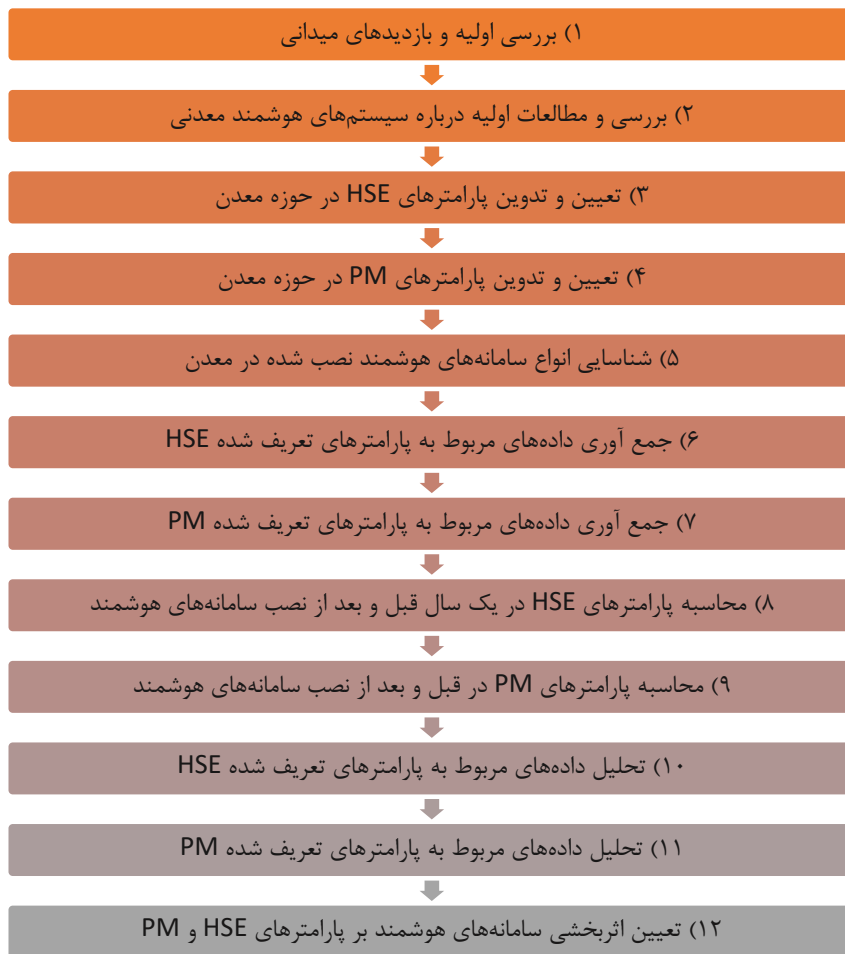 ۱) بررسی اولیه و بازدیدهای میدانی
۲) بررسی و مطالعات اولیه درباره سیستم‌های هوشمند معدنی
۳) تعیین و تدوین پارامترهای HSE در حوزه معدن
۴) تعیین و تدوین پارامترهای PM در حوزه معدن
۵) شناسایی انواع سامانه‌های هوشمند نصب شده در معدن
۶) جمع آوری داده‌های مربوط به پارامترهای تعریف شده HSE
۷) جمع آوری داده‌های مربوط به پارامترهای تعریف شده PM
۸) محاسبه پارامترهای HSE در یک سال قبل و بعد از نصب سامانه‌های هوشمند
۹) محاسبه پارامترهای PM در قبل و بعد از نصب سامانه‌های هوشمند
۱۰) تحلیل داده‌های مربوط به پارامترهای تعریف شده HSE
۱۱) تحلیل داده‌های مربوط به پارامترهای تعریف شده PM
۱۲) تعیین اثربخشی سامانه‌های هوشمند بر پارامترهای HSE و PM